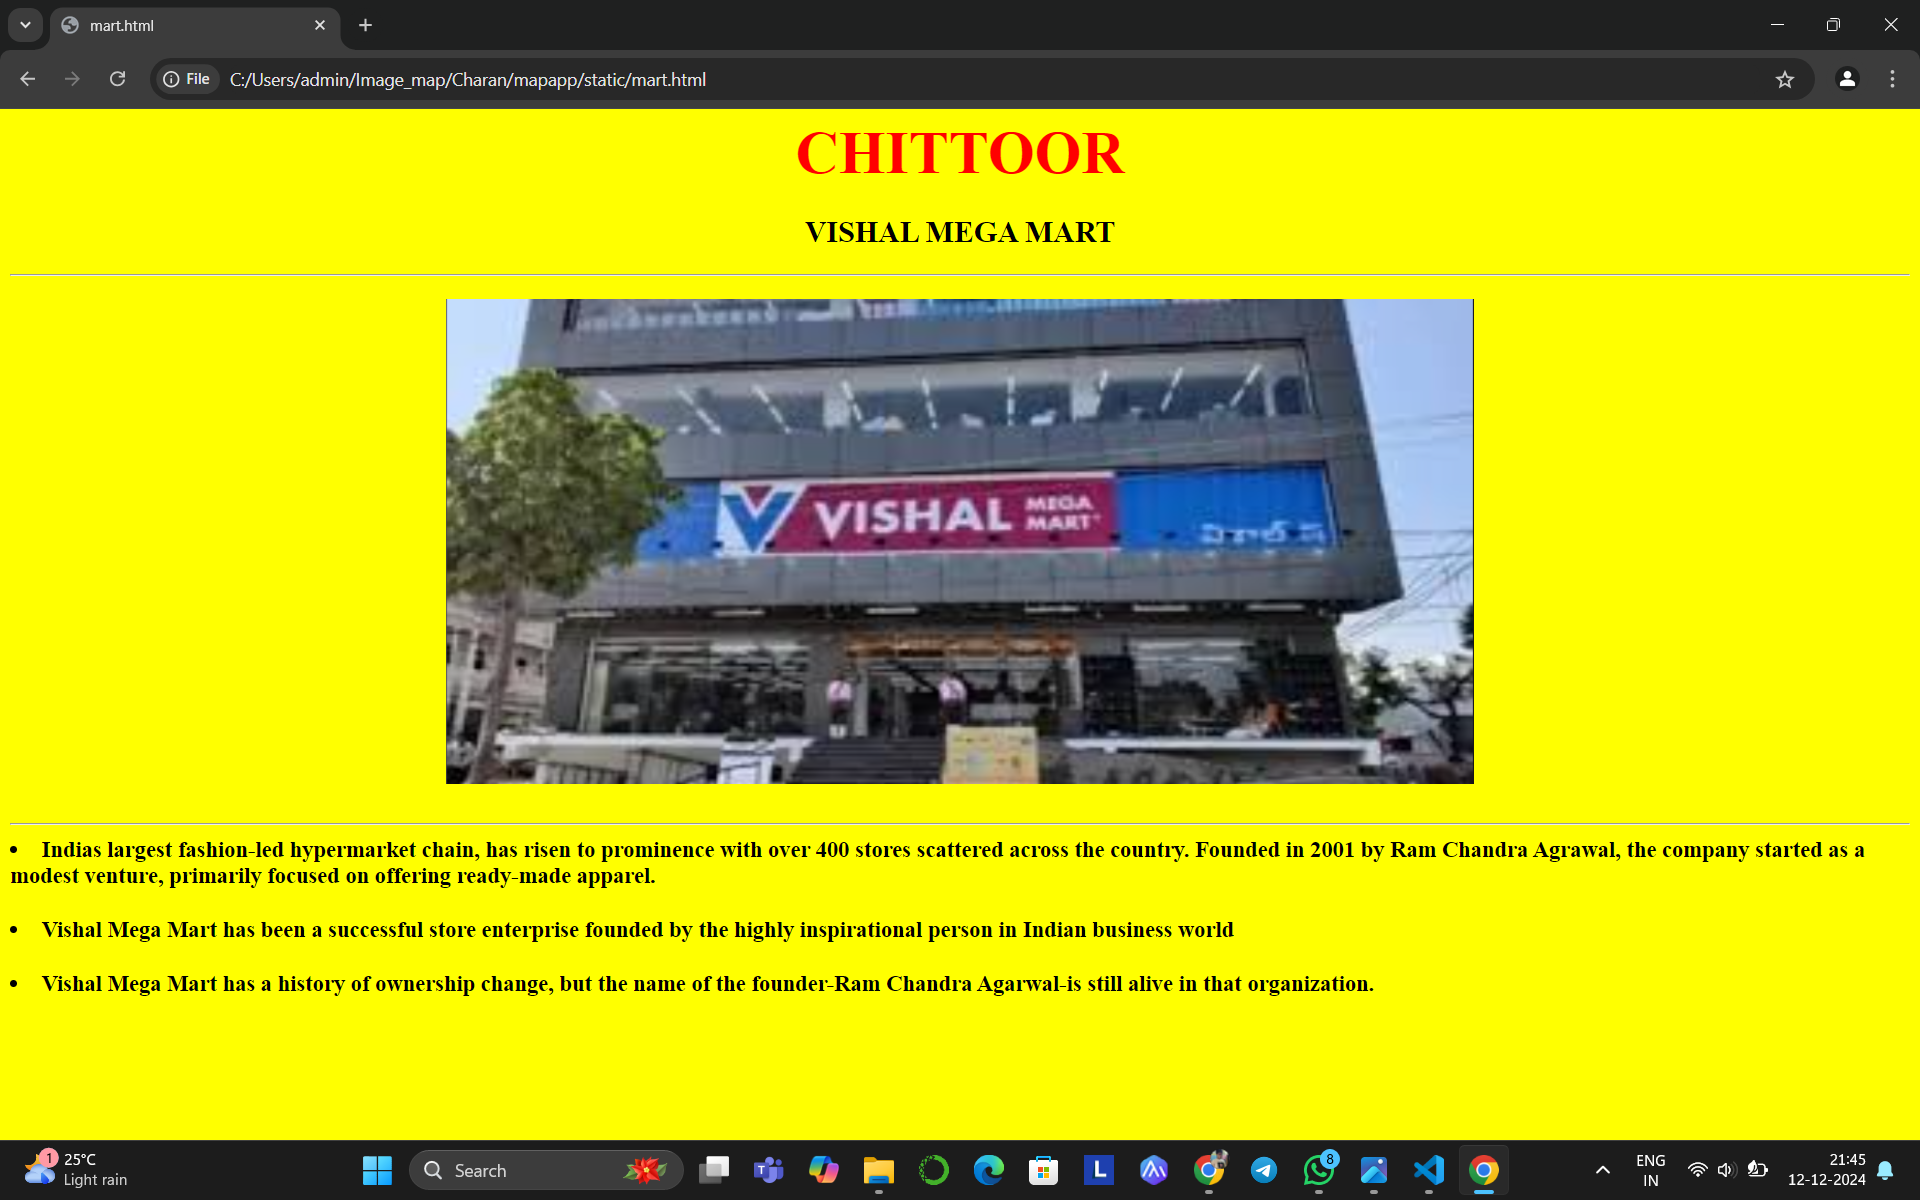 mart.html
File C:/Users/admin/Image_map/Charan/mapapp/static/mart.html
CHITTOOR
VISHAL MEGA MART
VISHAL MEGA
MART
విశాల్
• Indias largest fashion-led hypermarket chain, has risen to prominence with over 400 stores scattered across the country. Founded in 2001 by Ram Chandra Agrawal, the company started as a
modest venture, primarily focused on offering ready-made apparel.
• Vishal Mega Mart has been a successful store enterprise founded by the highly inspirational person in Indian business world
• Vishal Mega Mart has a history of ownership change, but the name of the founder-Ram Chandra Agarwal-is still alive in that organization.
1
25°C
Light rain
Search
L
8
ENG
IN
21:45
12-12-2024